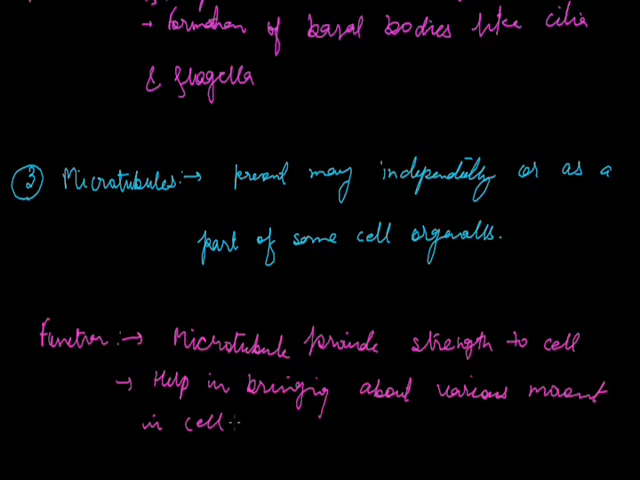 → formation of basal bodies like cilia
& flagella
③ Microtubules:→ present may independently or as a
part of some cell organells.
Function:→ Microtubule provide strength to cell
→ Help in bringing about various movement
in cell